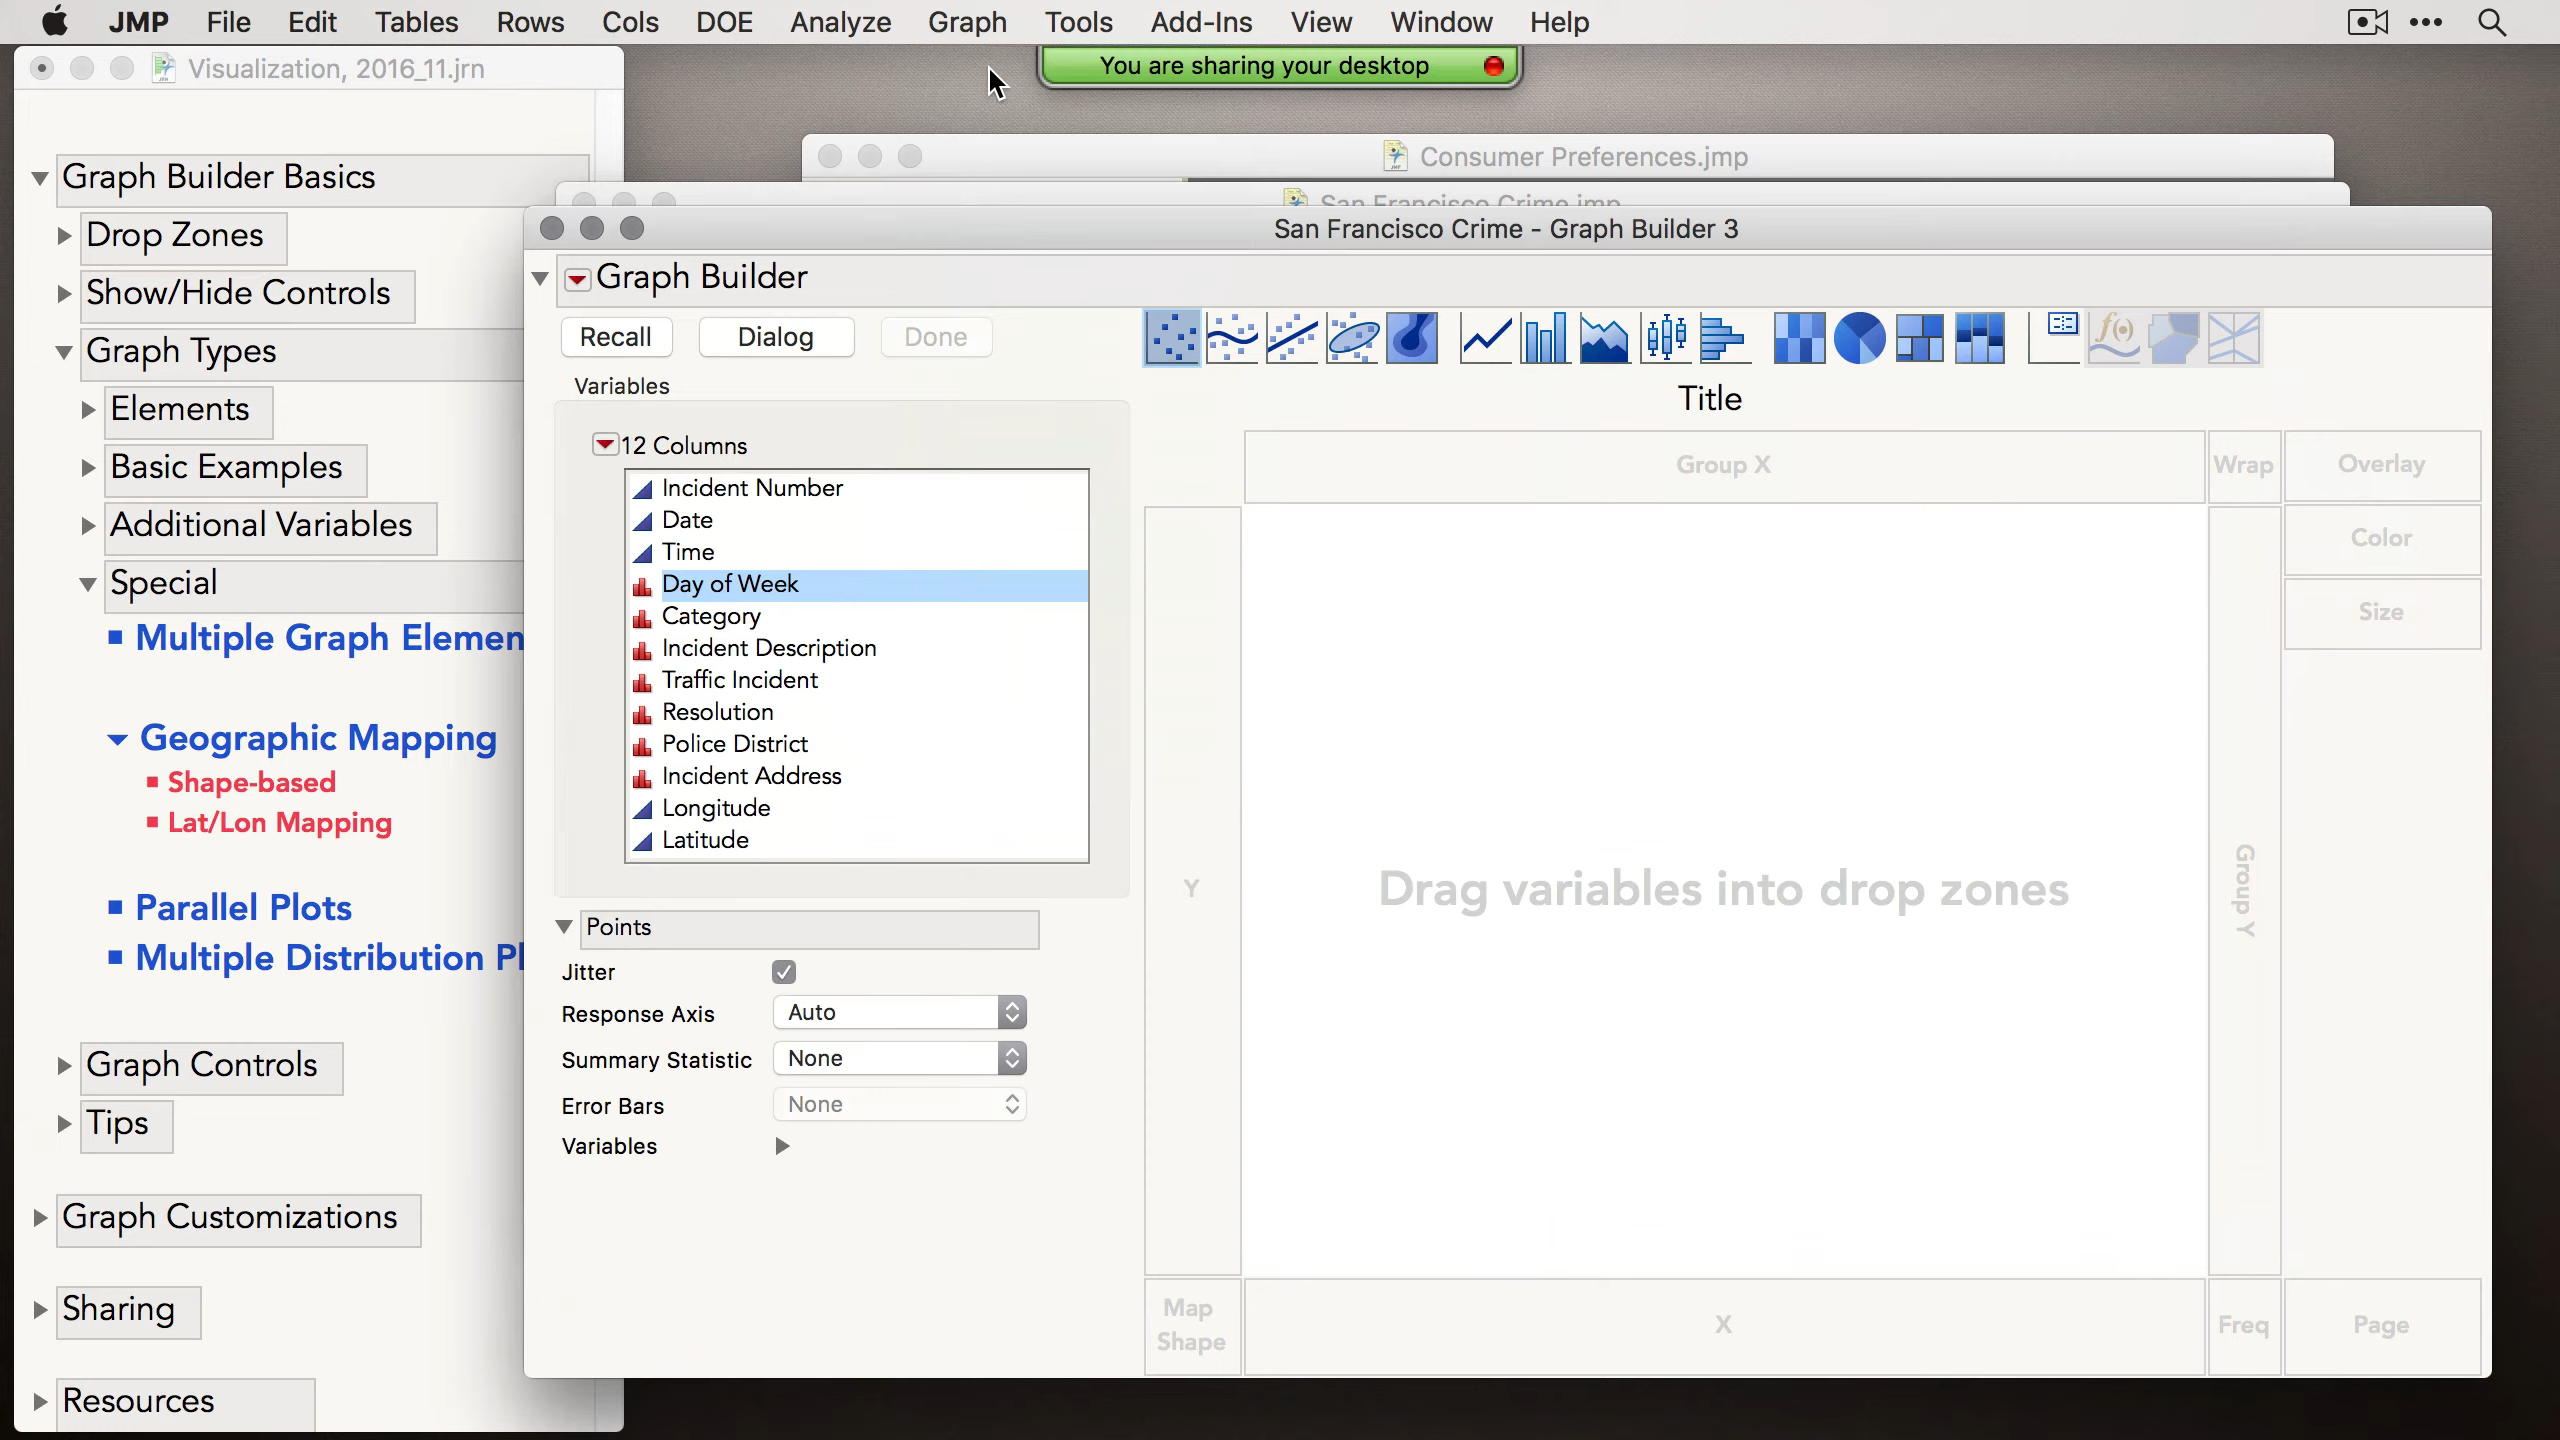 JMP File Edit Tables Rows Cols DOE Analyze Graph Tools Add-Ins View Window Help
You are sharing your desktop
Visualization, 2016_11.jrn
Consumer Preferences.jmp
San Francisco Crime.jmp
San Francisco Crime - Graph Builder 3
Graph Builder Basics
Drop Zones
Show/Hide Controls
Graph Types
Elements
Basic Examples
Additional Variables
Special
Multiple Graph Elemen
Geographic Mapping
Shape-based
Lat/Lon Mapping
Parallel Plots
Multiple Distribution Pl
Graph Controls
Tips
Graph Customizations
Sharing
Resources
Graph Builder
Recall Dialog Done
Variables
12 Columns
Incident Number
Date
Time
Day of Week
Category
Incident Description
Traffic Incident
Resolution
Police District
Incident Address
Longitude
Latitude
Points
Jitter
Response Axis Auto
Summary Statistic None
Error Bars None
Variables
Title
Group X
Wrap
Overlay
Color
Size
Y
Drag variables into drop zones
Group Y
Map
Shape
X
Freq
Page